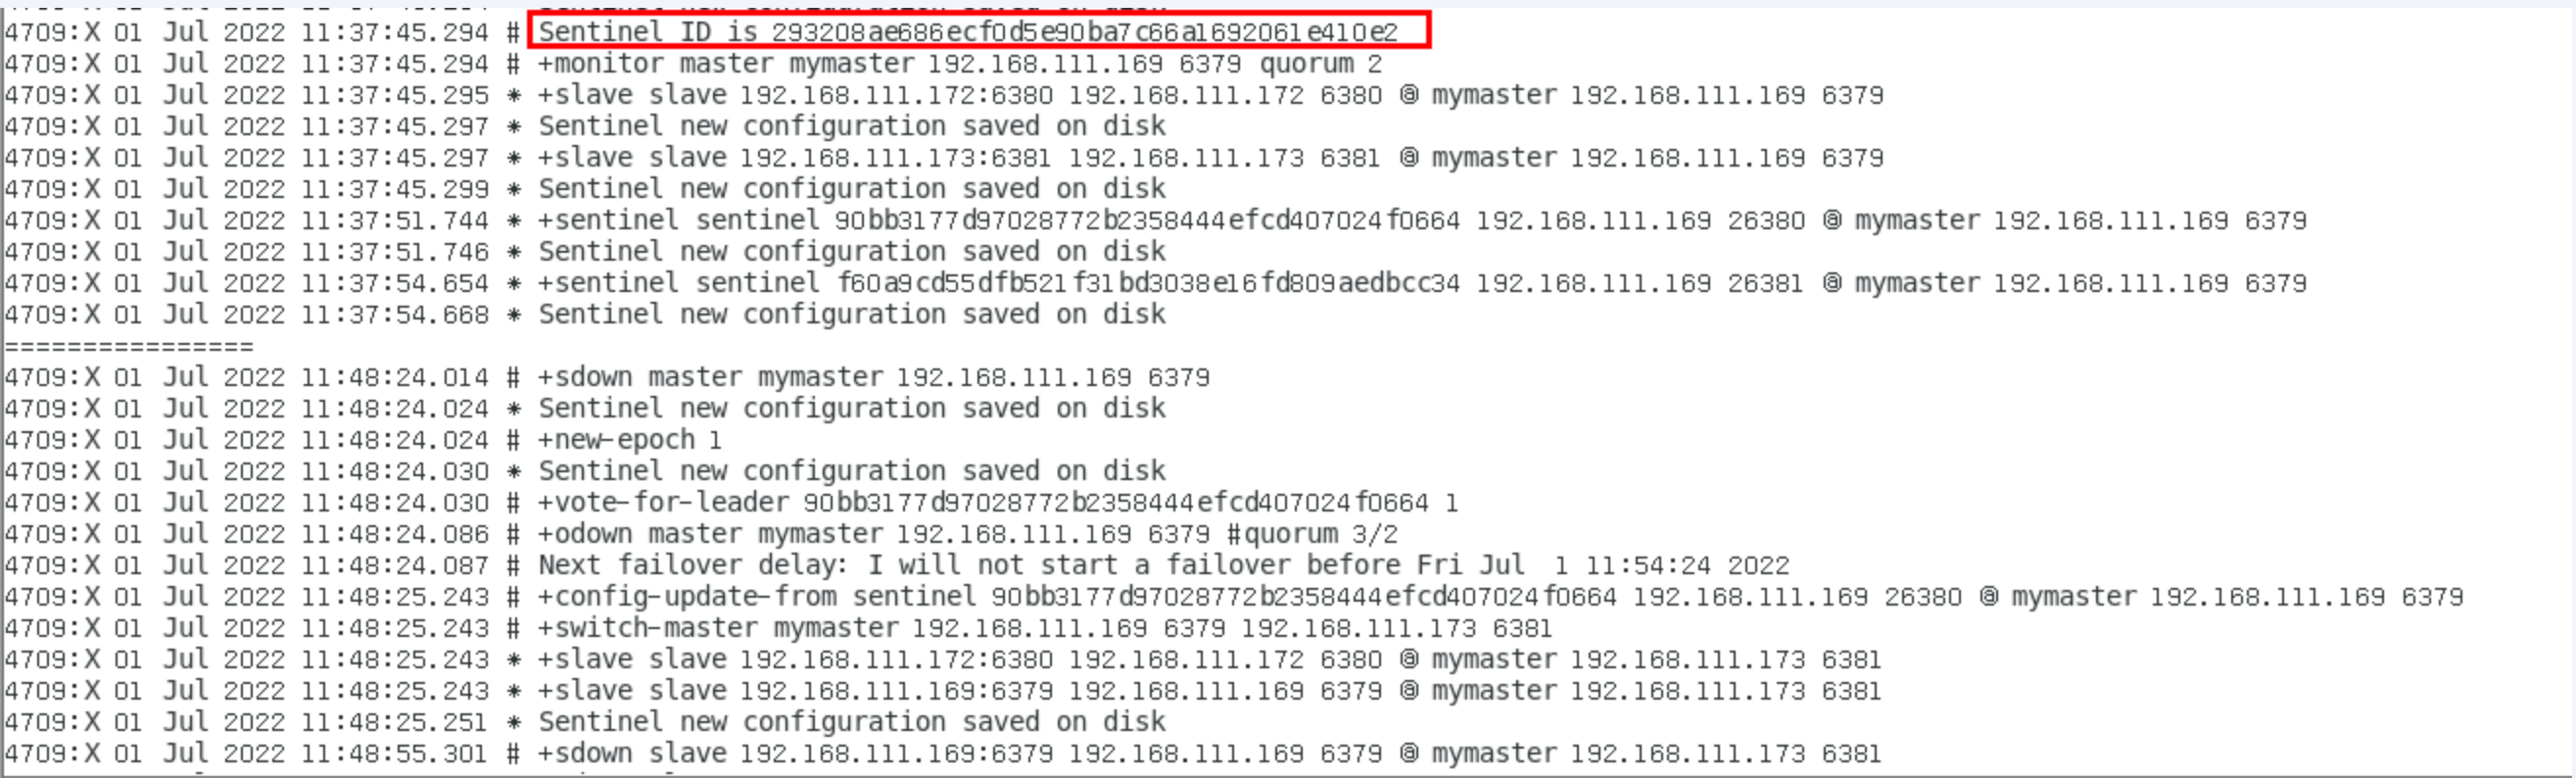 4709:X 01 Jul 2022 11:37:45.294 # Sentinel ID is 293208ae686ecf0d5e90ba7c66a1692061e410e2
4709:X 01 Jul 2022 11:37:45.294 # +monitor master mymaster 192.168.111.169 6379 quorum 2
4709:X 01 Jul 2022 11:37:45.295 * +slave slave 192.168.111.172:6380 192.168.111.172 6380 @ mymaster 192.168.111.169 6379
4709:X 01 Jul 2022 11:37:45.297 * Sentinel new configuration saved on disk
4709:X 01 Jul 2022 11:37:45.297 * +slave slave 192.168.111.173:6381 192.168.111.173 6381 @ mymaster 192.168.111.169 6379
4709:X 01 Jul 2022 11:37:45.299 * Sentinel new configuration saved on disk
4709:X 01 Jul 2022 11:37:51.744 * +sentinel sentinel 90bb3177d97028772b2358444efcd407024f0664 192.168.111.169 26380 @ mymaster 192.168.111.169 6379
4709:X 01 Jul 2022 11:37:51.746 * Sentinel new configuration saved on disk
4709:X 01 Jul 2022 11:37:54.654 * +sentinel sentinel f60a9cd55dfb521f31bd3038e16fd809aedbcc34 192.168.111.169 26381 @ mymaster 192.168.111.169 6379
4709:X 01 Jul 2022 11:37:54.668 * Sentinel new configuration saved on disk
================
4709:X 01 Jul 2022 11:48:24.014 # +sdown master mymaster 192.168.111.169 6379
4709:X 01 Jul 2022 11:48:24.024 * Sentinel new configuration saved on disk
4709:X 01 Jul 2022 11:48:24.024 # +new-epoch 1
4709:X 01 Jul 2022 11:48:24.030 * Sentinel new configuration saved on disk
4709:X 01 Jul 2022 11:48:24.030 # +vote-for-leader 90bb3177d97028772b2358444efcd407024f0664 1
4709:X 01 Jul 2022 11:48:24.086 # +odown master mymaster 192.168.111.169 6379 #quorum 3/2
4709:X 01 Jul 2022 11:48:24.087 # Next failover delay: I will not start a failover before Fri Jul  1 11:54:24 2022
4709:X 01 Jul 2022 11:48:25.243 # +config-update-from sentinel 90bb3177d97028772b2358444efcd407024f0664 192.168.111.169 26380 @ mymaster 192.168.111.169 6379
4709:X 01 Jul 2022 11:48:25.243 # +switch-master mymaster 192.168.111.169 6379 192.168.111.173 6381
4709:X 01 Jul 2022 11:48:25.243 * +slave slave 192.168.111.172:6380 192.168.111.172 6380 @ mymaster 192.168.111.173 6381
4709:X 01 Jul 2022 11:48:25.243 * +slave slave 192.168.111.169:6379 192.168.111.169 6379 @ mymaster 192.168.111.173 6381
4709:X 01 Jul 2022 11:48:25.251 * Sentinel new configuration saved on disk
4709:X 01 Jul 2022 11:48:55.301 # +sdown slave 192.168.111.169:6379 192.168.111.169 6379 @ mymaster 192.168.111.173 6381